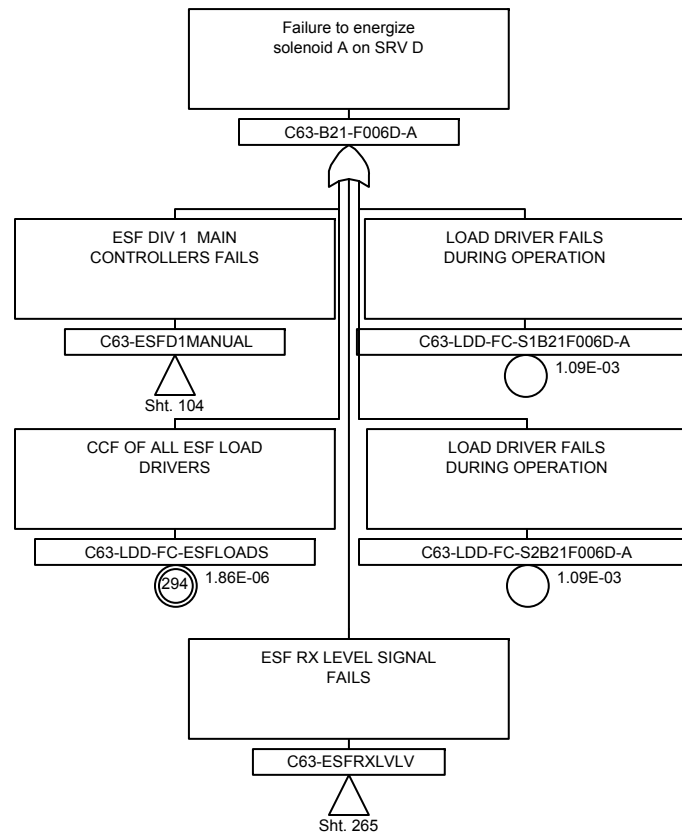 Failure to energize
solenoid A on SRV D
C63-B21-F006D-A
ESF DIV 1 MAIN
CONTROLLERS FAILS
C63-ESFD1MANUAL
Sht. 104
LOAD DRIVER FAILS
DURING OPERATION
C63-LDD-FC-S1B21F006D-A
1.09E-03
CCF OF ALL ESF LOAD
DRIVERS
C63-LDD-FC-ESFLOADS
294
1.86E-06
LOAD DRIVER FAILS
DURING OPERATION
C63-LDD-FC-S2B21F006D-A
1.09E-03
ESF RX LEVEL SIGNAL
FAILS
C63-ESFRXLVLV
Sht. 265